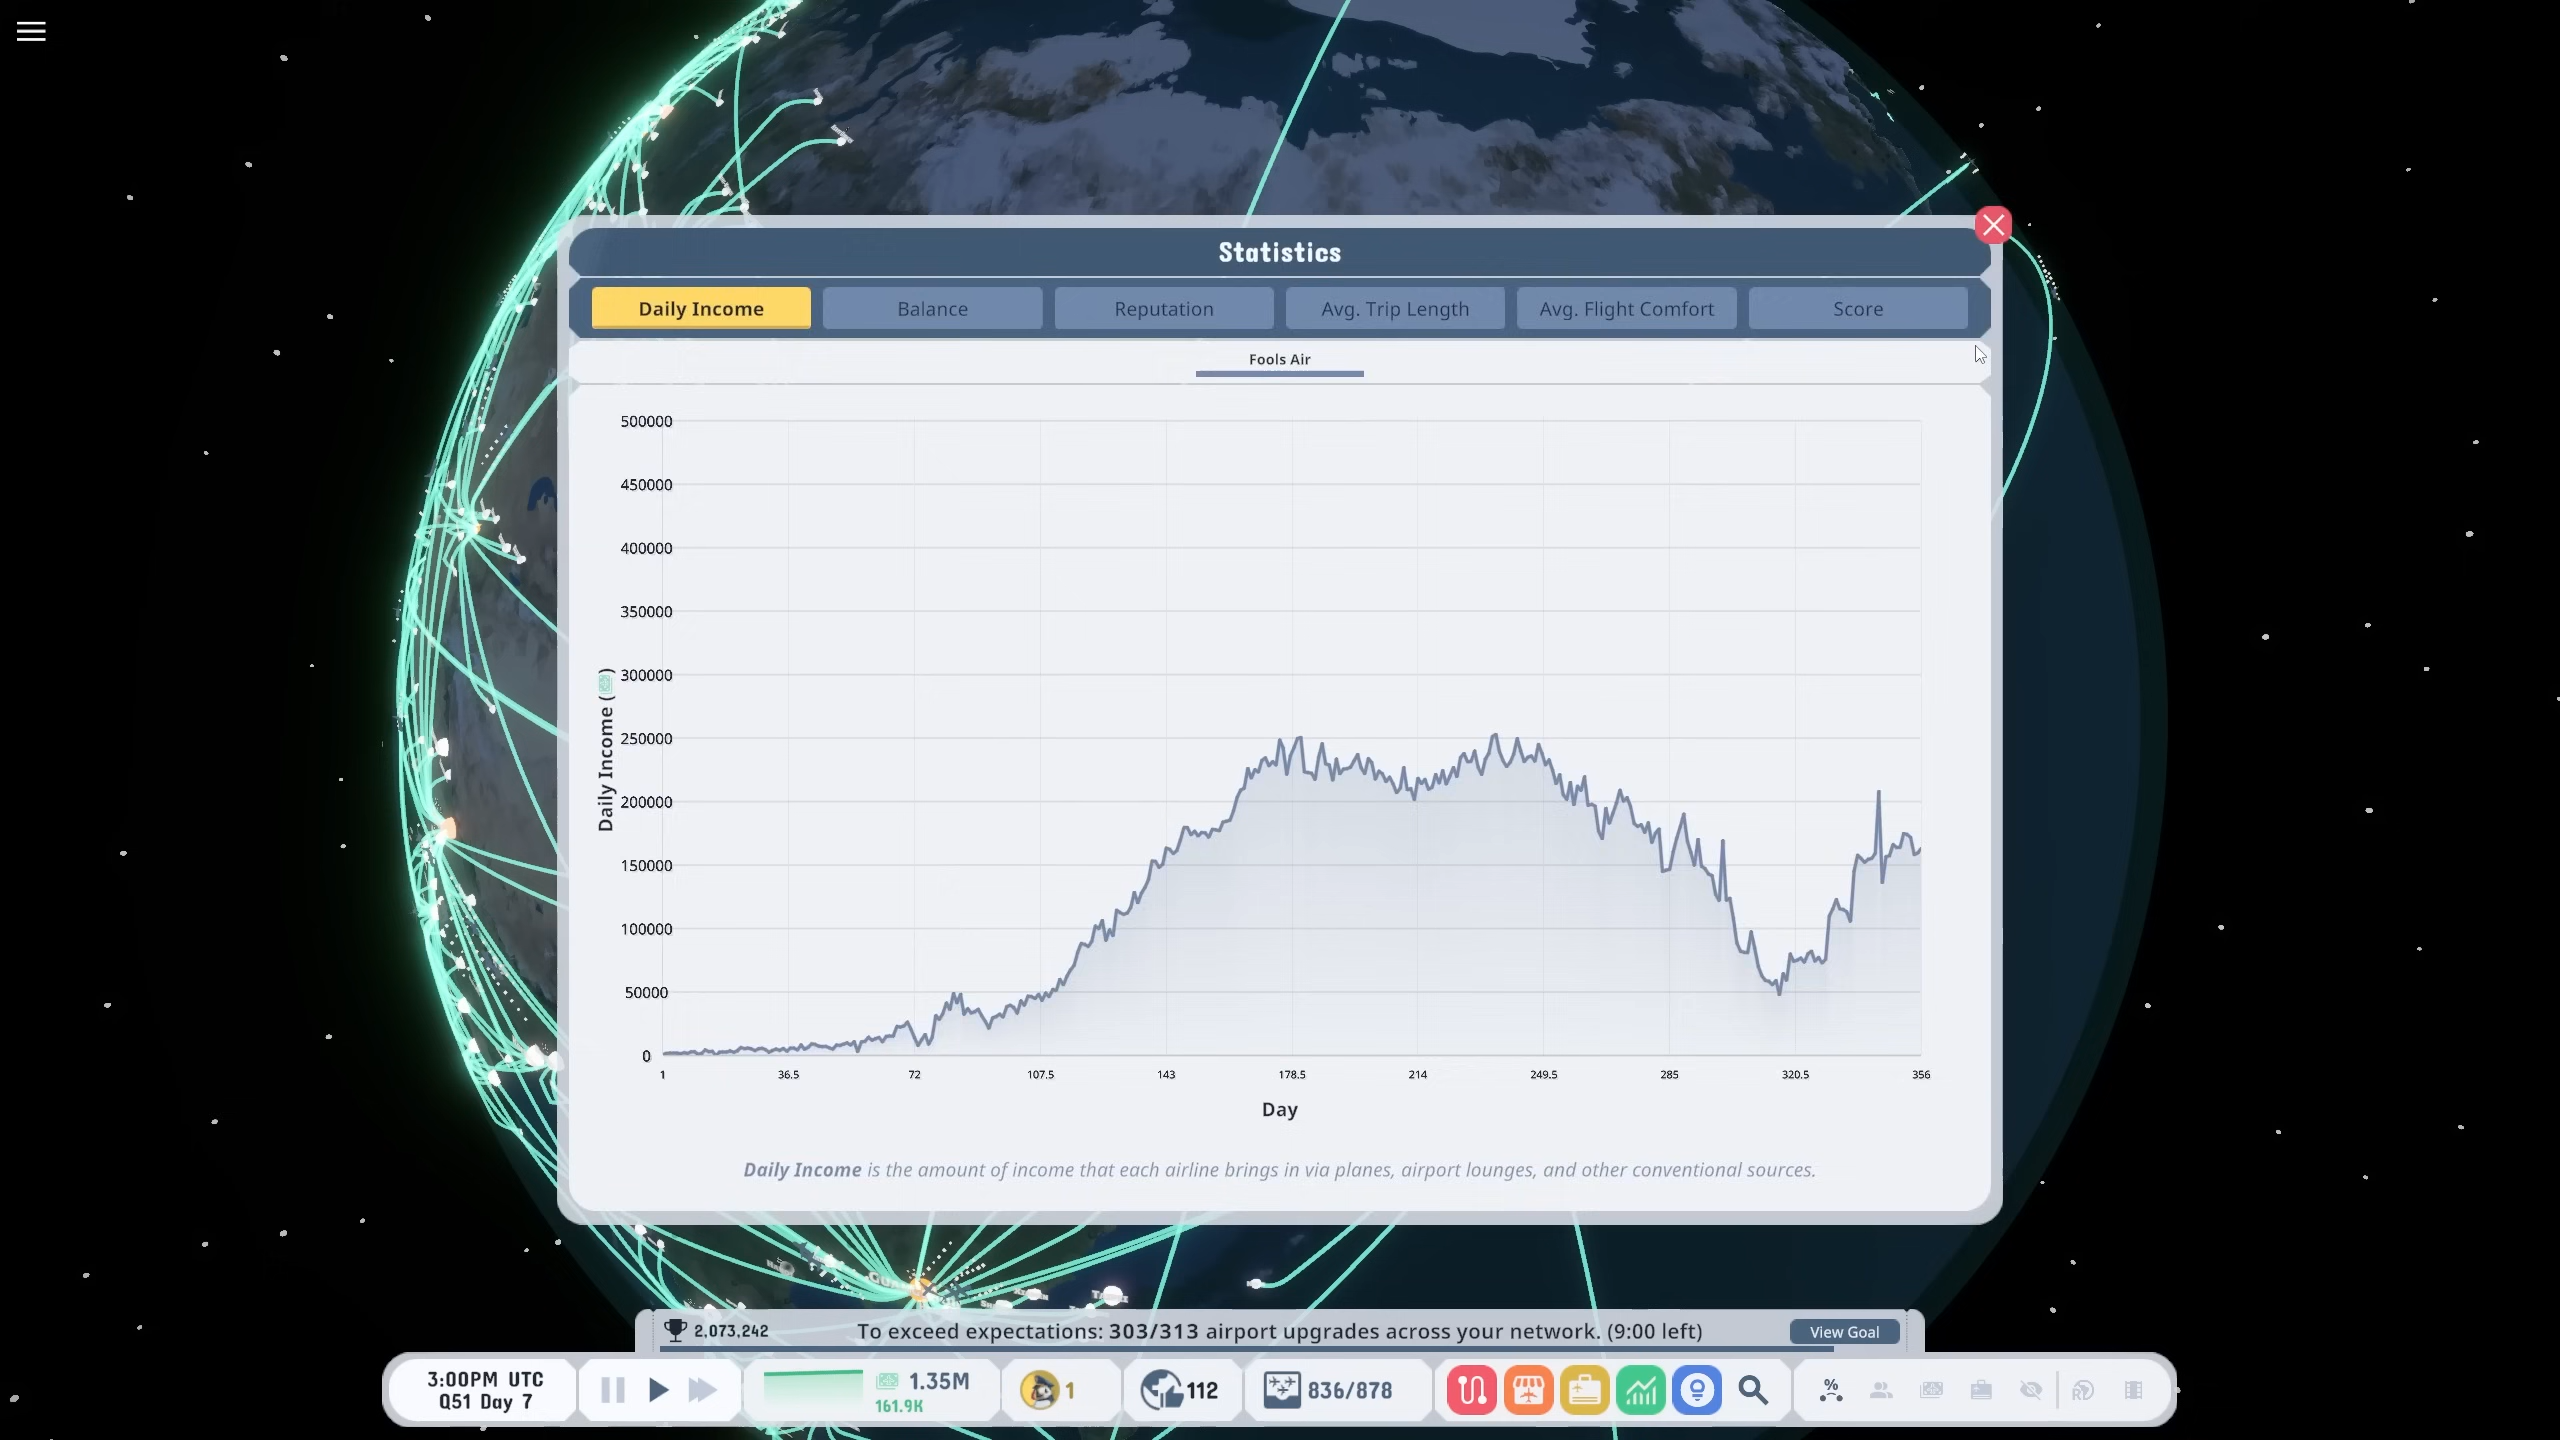 Statistics
Daily Income
Balance
Reputation
Avg. Trip Length
Avg. Flight Comfort
Score
Fools Air
500000
450000
400000
350000
300000
250000
200000
150000
100000
50000
0
Daily Income ( )
1
36.5
72
107.5
143
178.5
214
249.5
285
320.5
356
Day
Daily Income is the amount of income that each airline brings in via planes, airport lounges, and other conventional sources.
2,073,242
To exceed expectations: 303/313 airport upgrades across your network. (9:00 left)
View Goal
3:00PM UTC
Q51 Day 7
1.35M
161.9K
1
112
836/878
%